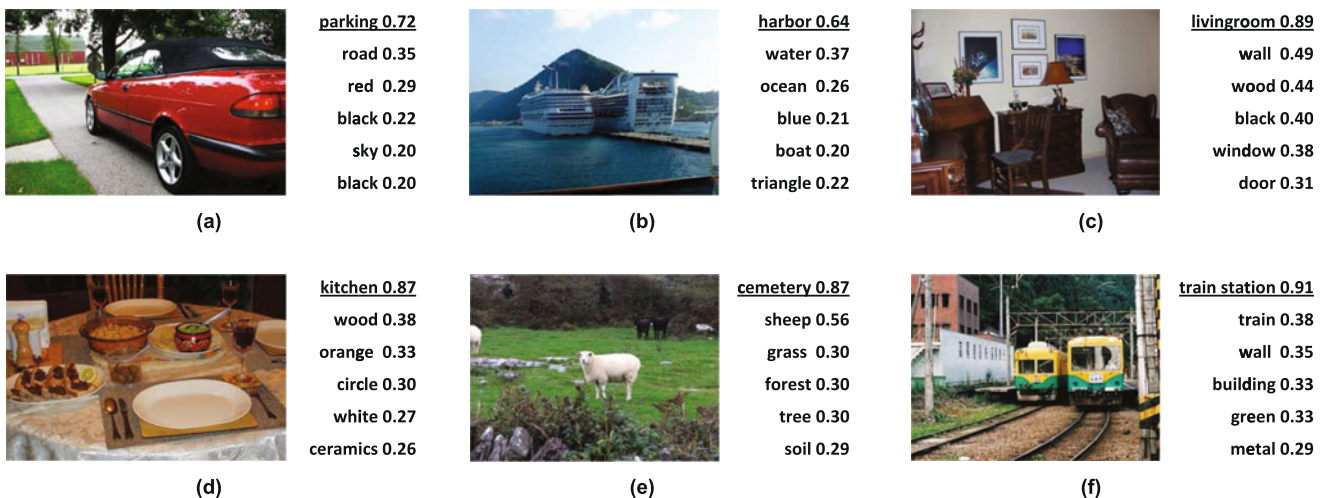 parking 0.72
road 0.35
red 0.29
black 0.22
sky 0.20
black 0.20
(a)
harbor 0.64
water 0.37
ocean 0.26
blue 0.21
boat 0.20
triangle 0.22
(b)
livingroom 0.89
wall 0.49
wood 0.44
black 0.40
window 0.38
door 0.31
(c)
kitchen 0.87
wood 0.38
orange 0.33
circle 0.30
white 0.27
ceramics 0.26
(d)
cemetery 0.87
sheep 0.56
grass 0.30
forest 0.30
tree 0.30
soil 0.29
(e)
train station 0.91
train 0.38
wall 0.35
building 0.33
green 0.33
metal 0.29
(f)